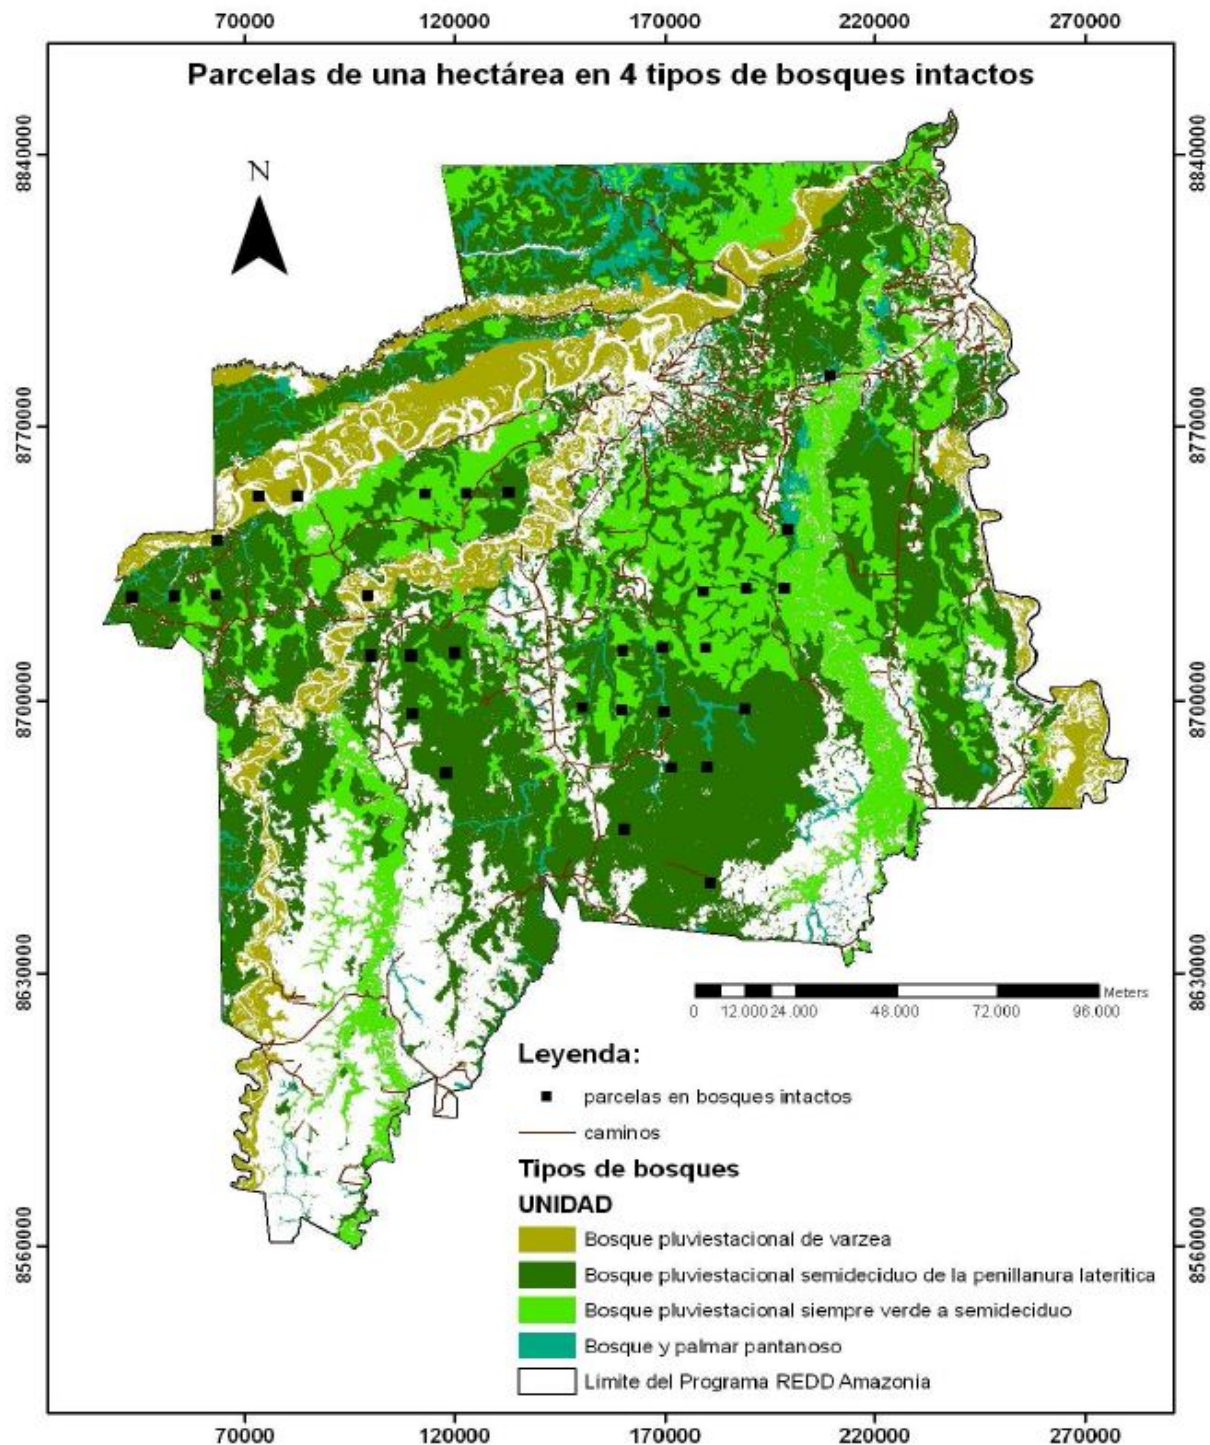 70000 120000 170000 220000 270000
Parcelas de una hectárea en 4 tipos de bosques intactos
8840000 8840000
N
8770000 8770000
8700000 8700000
8630000 8630000
Meters
0 12.000 24.000 48.000 72.000 96.000
Leyenda:
parcelas en bosques intactos
caminos
Tipos de bosques
UNIDAD
Bosque pluviestacional de varzea
8560000 8560000
Bosque pluviestacional semideciduo de la penillanura lateritica
Bosque pluviestacional siempre verde a semideciduo
Bosque y palmar pantanoso
Límite del Programa REDD Amazonía
70000 120000 170000 220000 270000